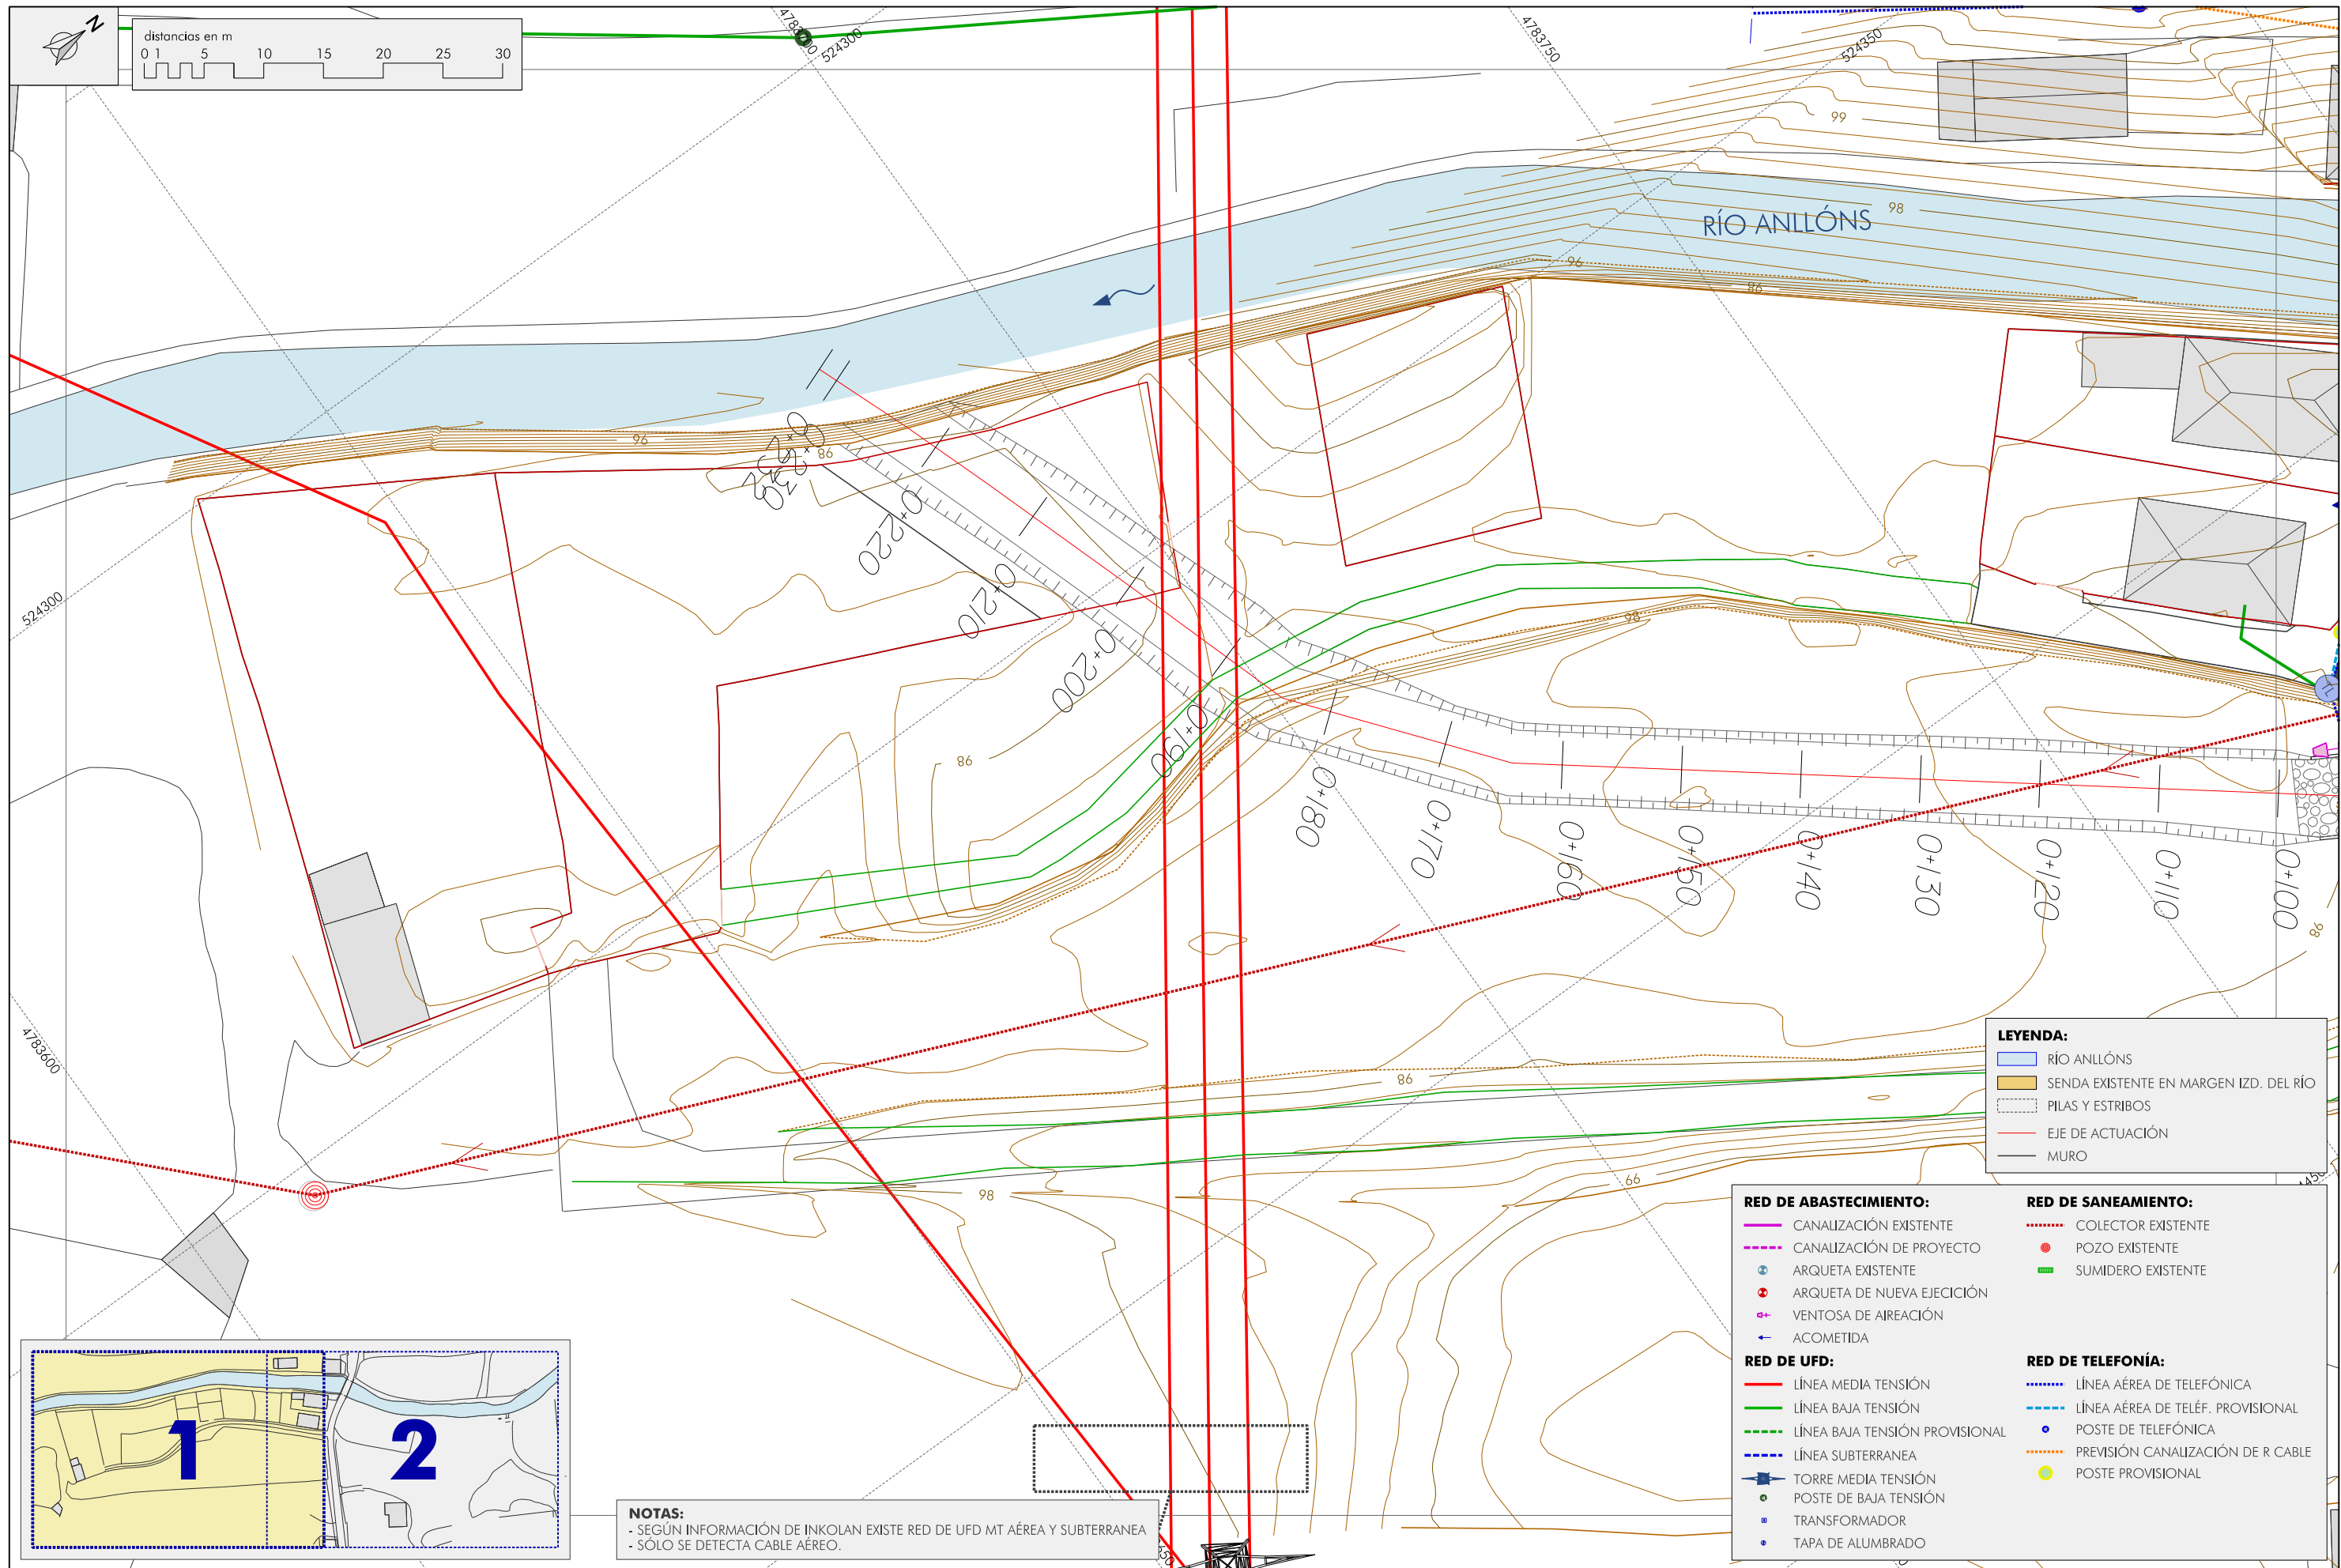 N
distancias en m
0 1 5 10 15 20 25 30
524300
4783750
524350
99
98
RÍO ANLLÓNS
96
86
96
86
0+230
0+220
0+210
0+200
0+190
0+180
0+170
0+160
0+150
0+140
0+130
0+120
0+110
0+100
524300
98
86
98
4783600
86
98
66
LEYENDA:
RÍO ANLLÓNS
SENDA EXISTENTE EN MARGEN IZD. DEL RÍO
PILAS Y ESTRIBOS
EJE DE ACTUACIÓN
MURO
RED DE ABASTECIMIENTO:
CANALIZACIÓN EXISTENTE
CANALIZACIÓN DE PROYECTO
ARQUETA EXISTENTE
ARQUETA DE NUEVA EJECICIÓN
VENTOSA DE AIREACIÓN
ACOMETIDA
RED DE SANEAMIENTO:
COLECTOR EXISTENTE
POZO EXISTENTE
SUMIDERO EXISTENTE
RED DE UFD:
LÍNEA MEDIA TENSIÓN
LÍNEA BAJA TENSIÓN
LÍNEA BAJA TENSIÓN PROVISIONAL
LÍNEA SUBTERRANEA
TORRE MEDIA TENSIÓN
POSTE DE BAJA TENSIÓN
TRANSFORMADOR
TAPA DE ALUMBRADO
RED DE TELEFONÍA:
LÍNEA AÉREA DE TELEFÓNICA
LÍNEA AÉREA DE TELÉF. PROVISIONAL
POSTE DE TELEFÓNICA
PREVISIÓN CANALIZACIÓN DE R CABLE
POSTE PROVISIONAL
1
2
NOTAS:
- SEGÚN INFORMACIÓN DE INKOLAN EXISTE RED DE UFD MT AÉREA Y SUBTERRANEA
- SÓLO SE DETECTA CABLE AÉREO.